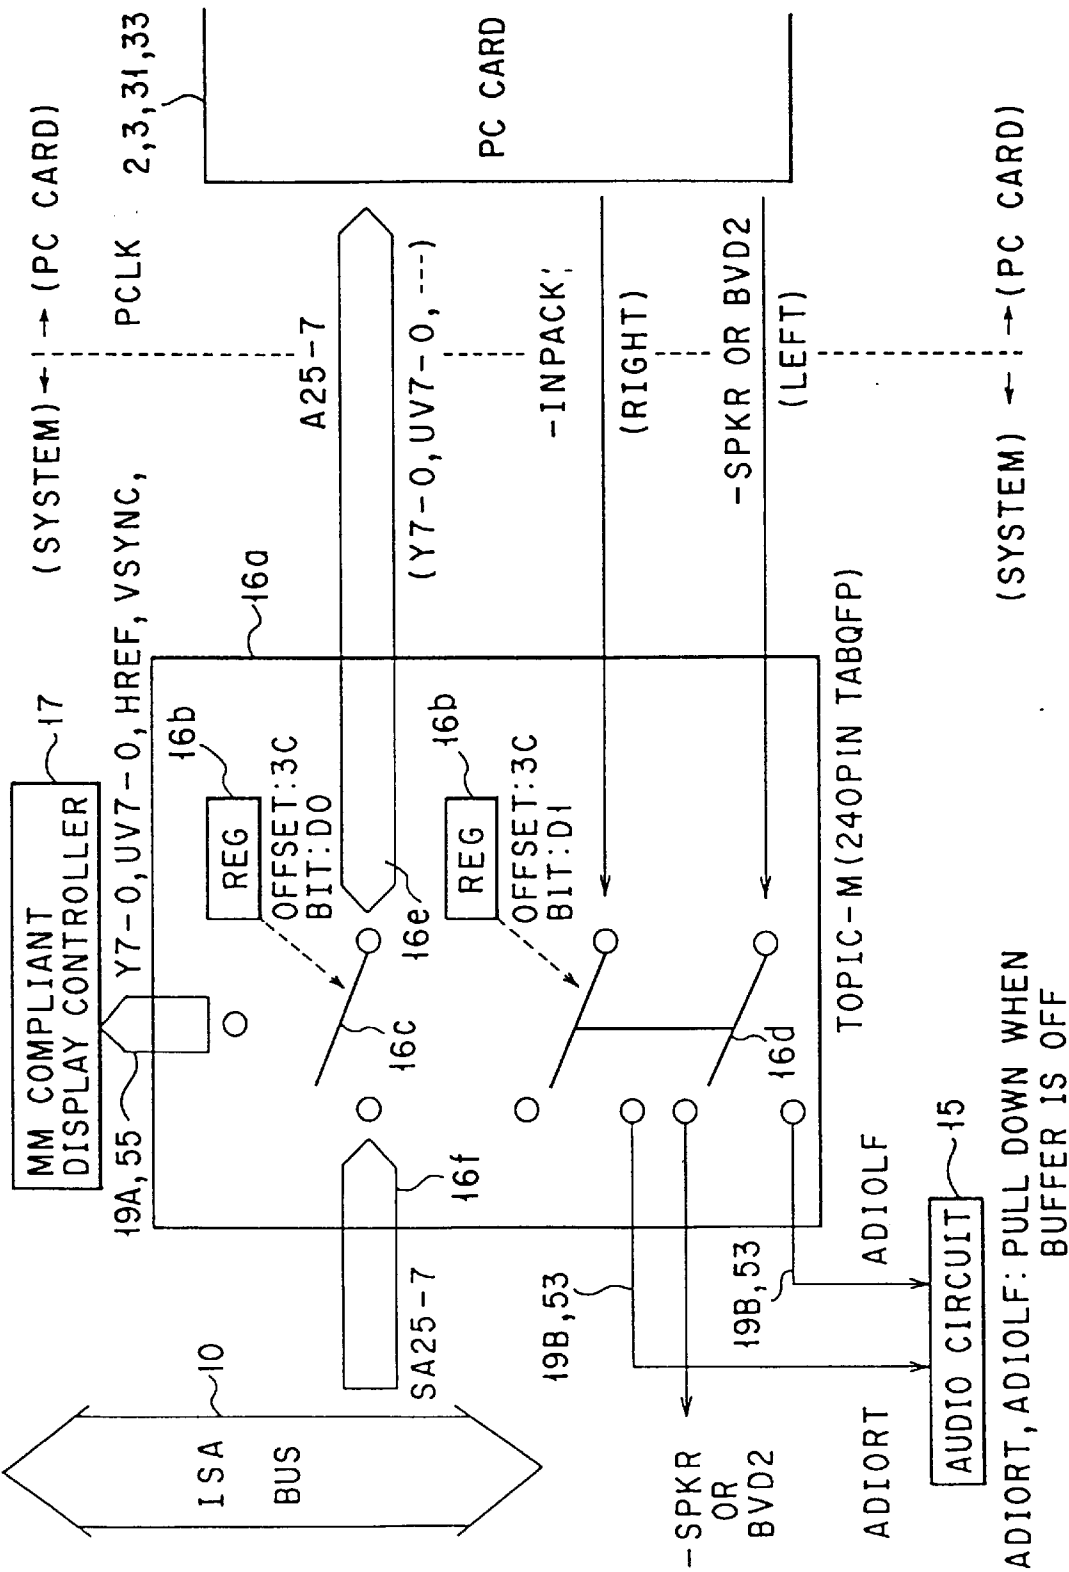 (SYSTEM)←→(PC CARD)
17
MM COMPLIANT
DISPLAY CONTROLLER
19A,55
Y7-0,UV7-0,HREF,VSYNC,
PCLK
2,3,31,33
PC CARD
16a
16b
REG
OFFSET:3C
BIT:D0
16c
16e
16f
A25-7
(Y7-0,UV7-0,----)
10
ISA
BUS
SA25-7
16b
REG
OFFSET:3C
BIT:D1
16d
-INPACK;
(RIGHT)
-SPKR OR BVD2
(LEFT)
19B,53
19B,53
-SPKR
OR
BVD2
TOPIC-M(240PIN TABQFP)
ADIORT
ADIOLF
15
AUDIO CIRCUIT
(SYSTEM) ← →(PC CARD)
ADIORT,ADIOLF: PULL DOWN WHEN
BUFFER IS OFF